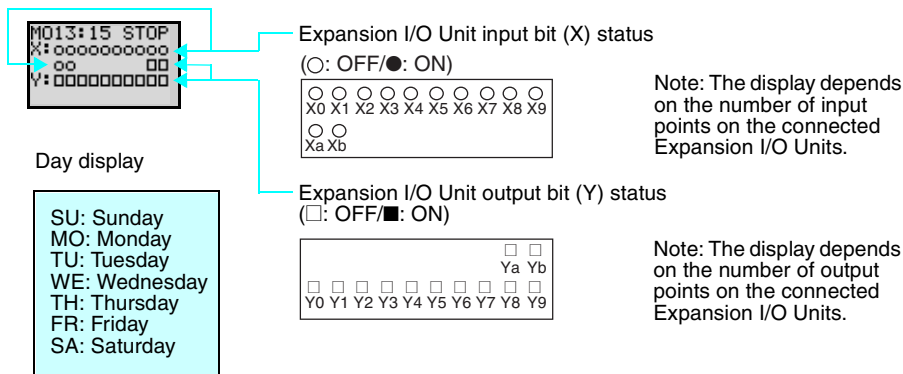 MO13:15 STOP
X:○○○○○○○○○○
○○ □□
Y:□□□□□□□□□□
Expansion I/O Unit input bit (X) status
(○: OFF/●: ON)
X0 X1 X2 X3 X4 X5 X6 X7 X8 X9
Xa Xb
Note: The display depends
on the number of input
points on the connected
Expansion I/O Units.
Day display
SU: Sunday
MO: Monday
TU: Tuesday
WE: Wednesday
TH: Thursday
FR: Friday
SA: Saturday
Expansion I/O Unit output bit (Y) status
(□: OFF/■: ON)
Ya Yb
Y0 Y1 Y2 Y3 Y4 Y5 Y6 Y7 Y8 Y9
Note: The display depends
on the number of output
points on the connected
Expansion I/O Units.